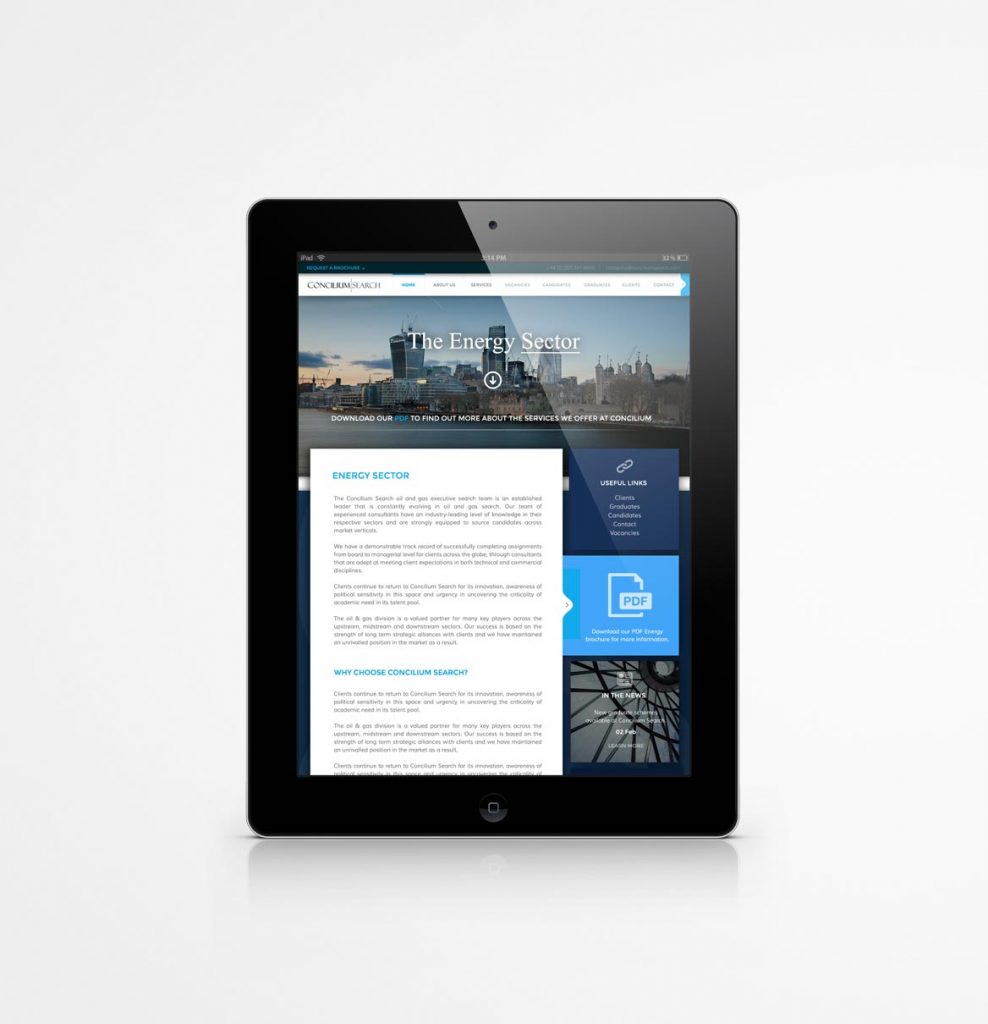 iPad 3:14 PM 32%
REQUEST A BROCHURE
CONCILIUM SEARCH HOME ABOUT US SERVICES VACANCIES CANDIDATES GRADUATES CLIENTS CONTACT
The Energy Sector
DOWNLOAD OUR PDF TO FIND OUT MORE ABOUT THE SERVICES WE OFFER AT CONCILIUM
ENERGY SECTOR
The Concilium Search oil and gas executive search team is an established
leader that is constantly evolving in oil and gas search. Our team of
experienced consultants have an industry-leading level of knowledge in their
respective sectors and are strongly equipped to source candidates across
market verticals.
We have a demonstrable track record of successfully completing assignments
from board to managerial level for clients across the globe, through consultants
that are adept at meeting client expectations in both technical and commercial
disciplines.
Clients continue to return to Concilium Search for its innovation, awareness of
political sensitivity in this space and urgency in uncovering the criticality of
academic need in its talent pool.
The oil & gas division is a valued partner for many key players across the
upstream, midstream and downstream sectors. Our success is based on the
strength of long term strategic alliances with clients and we have maintained
an unrivalled position in the market as a result.
WHY CHOOSE CONCILIUM SEARCH?
Clients continue to return to Concilium Search for its innovation, awareness of
political sensitivity in this space and urgency in uncovering the criticality of
academic need in its talent pool.
The oil & gas division is a valued partner for many key players across the
upstream, midstream and downstream sectors. Our success is based on the
strength of long term strategic alliances with clients and we have maintained
an unrivalled position in the market as a result.
Clients continue to return to Concilium Search for its innovation, awareness of
political sensitivity in this space and urgency in uncovering the criticality of
USEFUL LINKS
Clients
Graduates
Candidates
Contact
Vacancies
PDF
Download our PDF Energy
brochure for more information.
IN THE NEWS
New graduate schemes
available at Concilium Search.
02 Feb
LEARN MORE